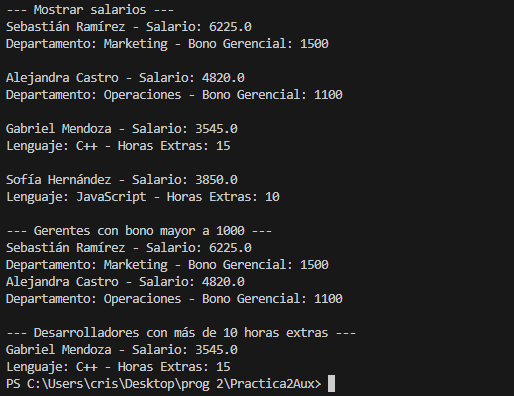 --- Mostrar salarios ---
Sebastián Ramírez - Salario: 6225.0
Departamento: Marketing - Bono Gerencial: 1500
Alejandra Castro - Salario: 4820.0
Departamento: Operaciones - Bono Gerencial: 1100
Gabriel Mendoza - Salario: 3545.0
Lenguaje: C++ - Horas Extras: 15
Sofía Hernández - Salario: 3850.0
Lenguaje: JavaScript - Horas Extras: 10
--- Gerentes con bono mayor a 1000 ---
Sebastián Ramírez - Salario: 6225.0
Departamento: Marketing - Bono Gerencial: 1500
Alejandra Castro - Salario: 4820.0
Departamento: Operaciones - Bono Gerencial: 1100
--- Desarrolladores con más de 10 horas extras ---
Gabriel Mendoza - Salario: 3545.0
Lenguaje: C++ - Horas Extras: 15
PS C:\Users\cris\Desktop\prog 2\Practica2Aux>